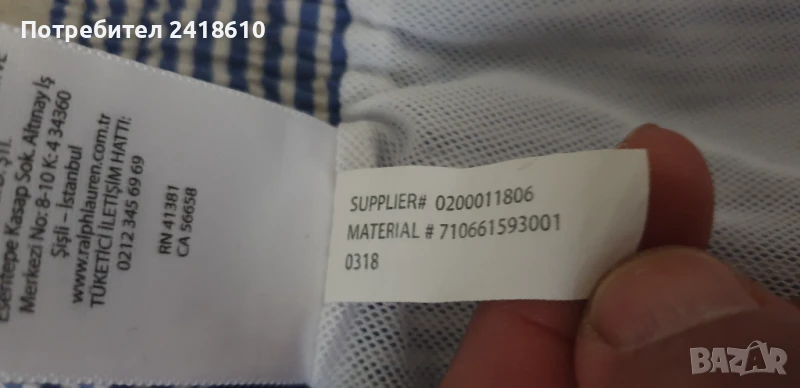 Потребител 2418610
Esentepe Kasap Sok. Altınay İş
Merkezi No: 8-10 K:4 34360
Şişli – İstanbul
www.ralphlauren.com.tr
TÜKETİCİ İLETİŞİM HATTI:
0212 345 69 69
RN 41381
CA 56658
SUPPLIER# 0200011806
MATERIAL # 710661593001
0318
BAZAR